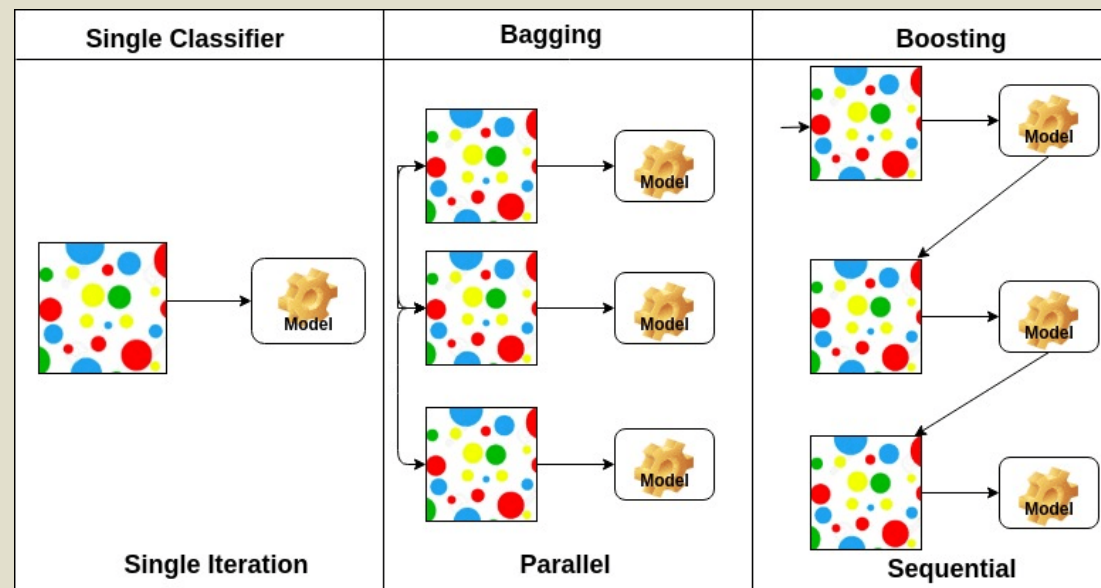 Single Classifier
Bagging
Boosting
Model
Model
Model
Model
Model
Model
Model
Single Iteration
Parallel
Sequential